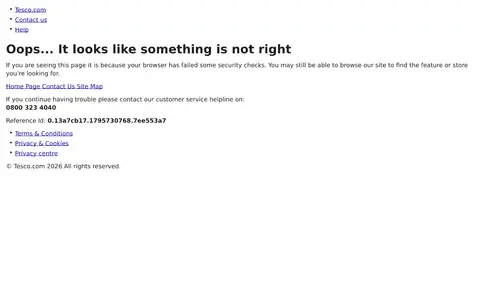 Tesco.com
Contact us
Help
Oops... It looks like something is not right
If you are seeing this page it is because your browser has failed some security checks. You may still be able to browse our site to find the feature or store
you're looking for.
Home Page Contact Us Site Map
If you continue having trouble please contact our customer service helpline on:
0800 323 4040
Reference Id: 0.13a7cb17.1795730768.7ee553a7
Terms & Conditions
Privacy & Cookies
Privacy centre
© Tesco.com 2026 All rights reserved.